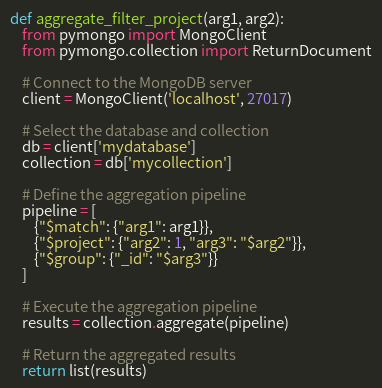 def aggregate_filter_project(arg1, arg2):
from pymongo import MongoClient
from pymongo.collection import ReturnDocument
# Connect to the MongoDB server
client = MongoClient('localhost', 27017)
# Select the database and collection
db = client['mydatabase']
collection = db['mycollection']
# Define the aggregation pipeline
pipeline = [
{"$match": {"arg1": arg1}},
{"$project": {"arg2": 1, "arg3": "$arg2"}},
{"$group": {"_id": "$arg3"}}
]
# Execute the aggregation pipeline
results = collection.aggregate(pipeline)
# Return the aggregated results
return list(results)